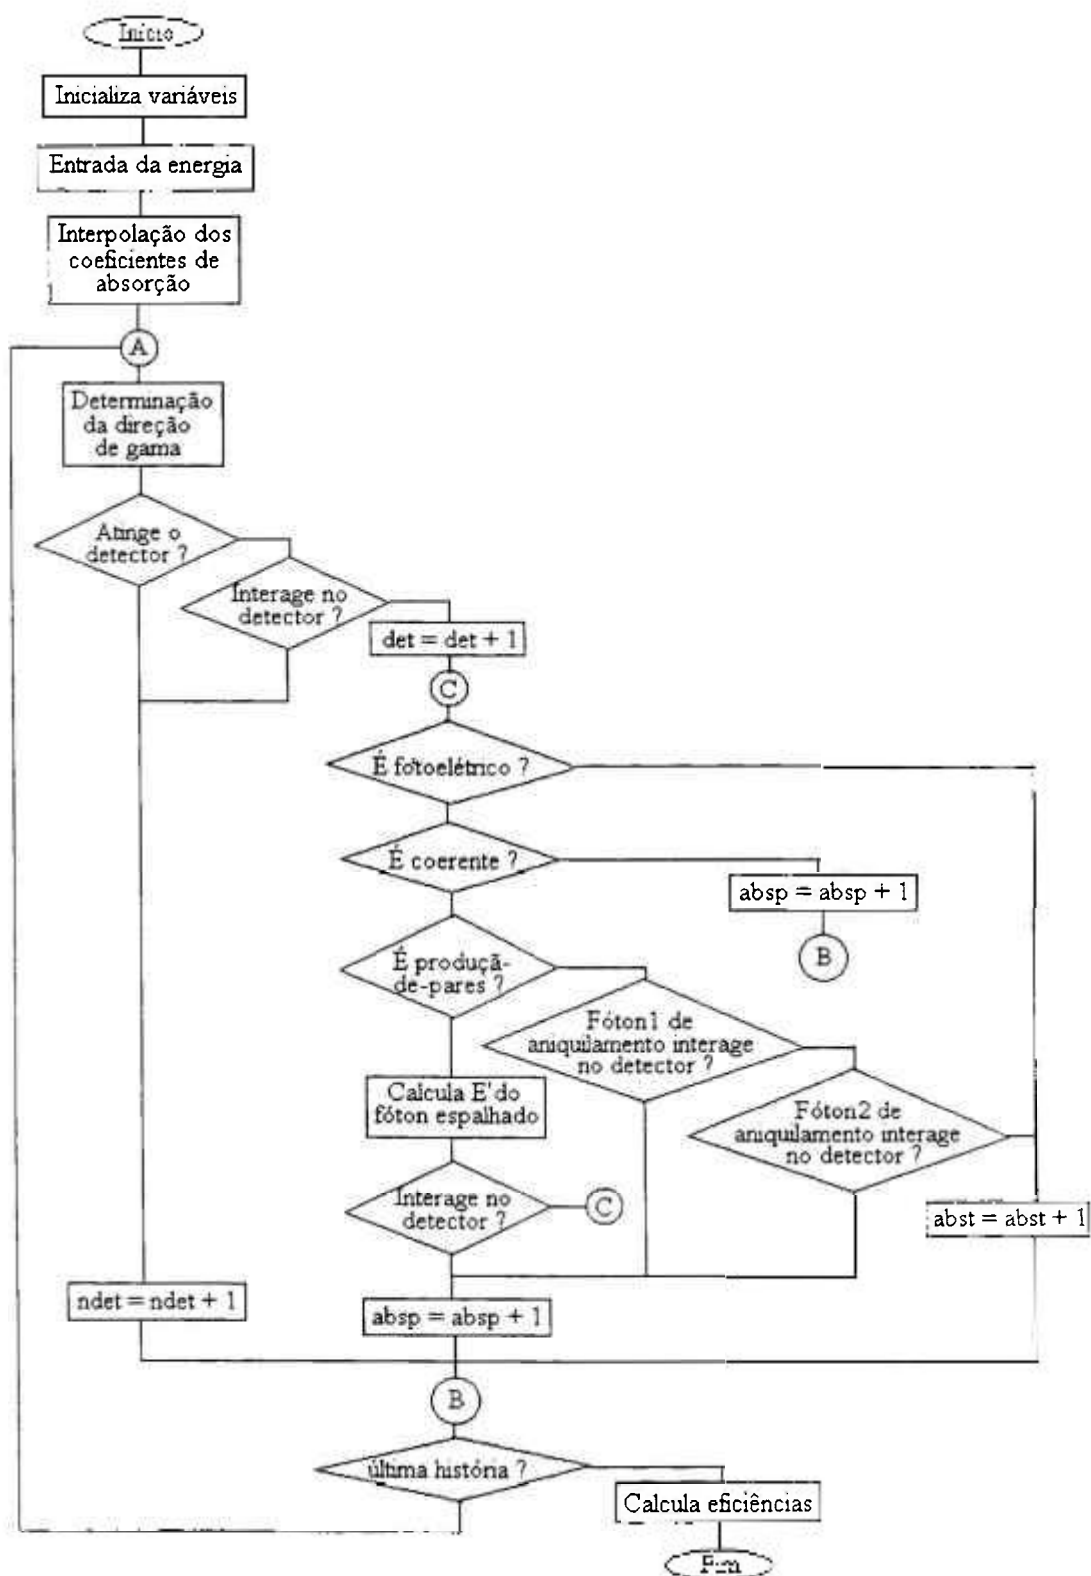 Início
Inicializa variáveis
Entrada da energia
Interpolação dos
coeficientes de
absorção
A
Determinação
da direção
de gama
Atinge o
detector ?
Interage no
detector ?
det = det + 1
C
É fotoelétrico ?
É coerente ?
absp = absp + 1
B
É produçã-
de-pares ?
Fóton1 de
aniquilamento interage
no detector ?
Calcula E' do
fóton espalhado
Fóton2 de
aniquilamento interage
no detector ?
Interage no
detector ?
C
abst = abst + 1
ndet = ndet + 1
absp = absp + 1
B
última história ?
Calcula eficiências
Fim